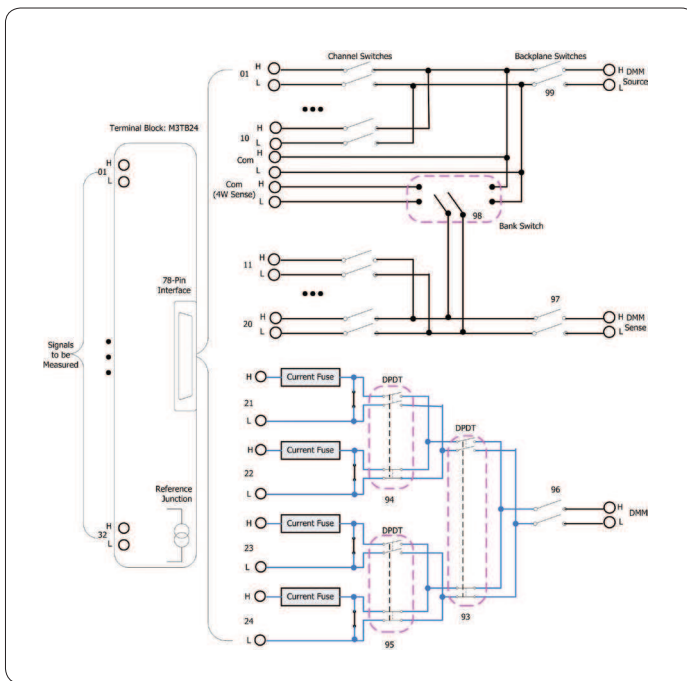 Channel Switches
Backplane Switches
H
01
L
H DMM
Source
L
99
Terminal Block: M3TB24
H
10
L
H
Com
L
H
Com
(4W Sense)
L
98
Bank Switch
H
01
L
H
11
L
78-Pin
Interface
97
H
20
L
H DMM
Sense
L
Signals
to be
Measured
H
Current Fuse
DPDT
21
L
DPDT
H
Current Fuse
22
L
94
96
H
DMM
L
Reference
Junction
H
Current Fuse
DPDT
H
32
L
23
L
H
Current Fuse
24
L
93
95